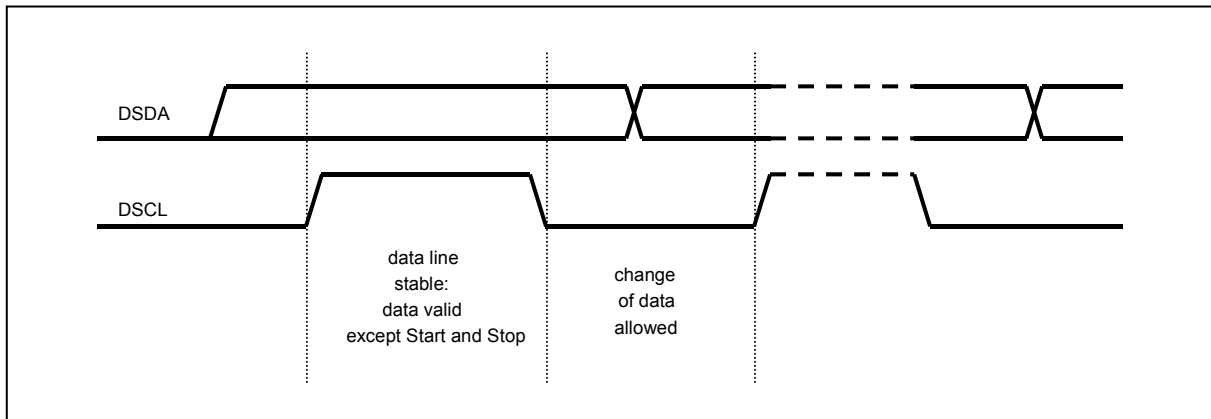 DSDA
DSCL
data line
stable:
data valid
except Start and Stop
change
of data
allowed